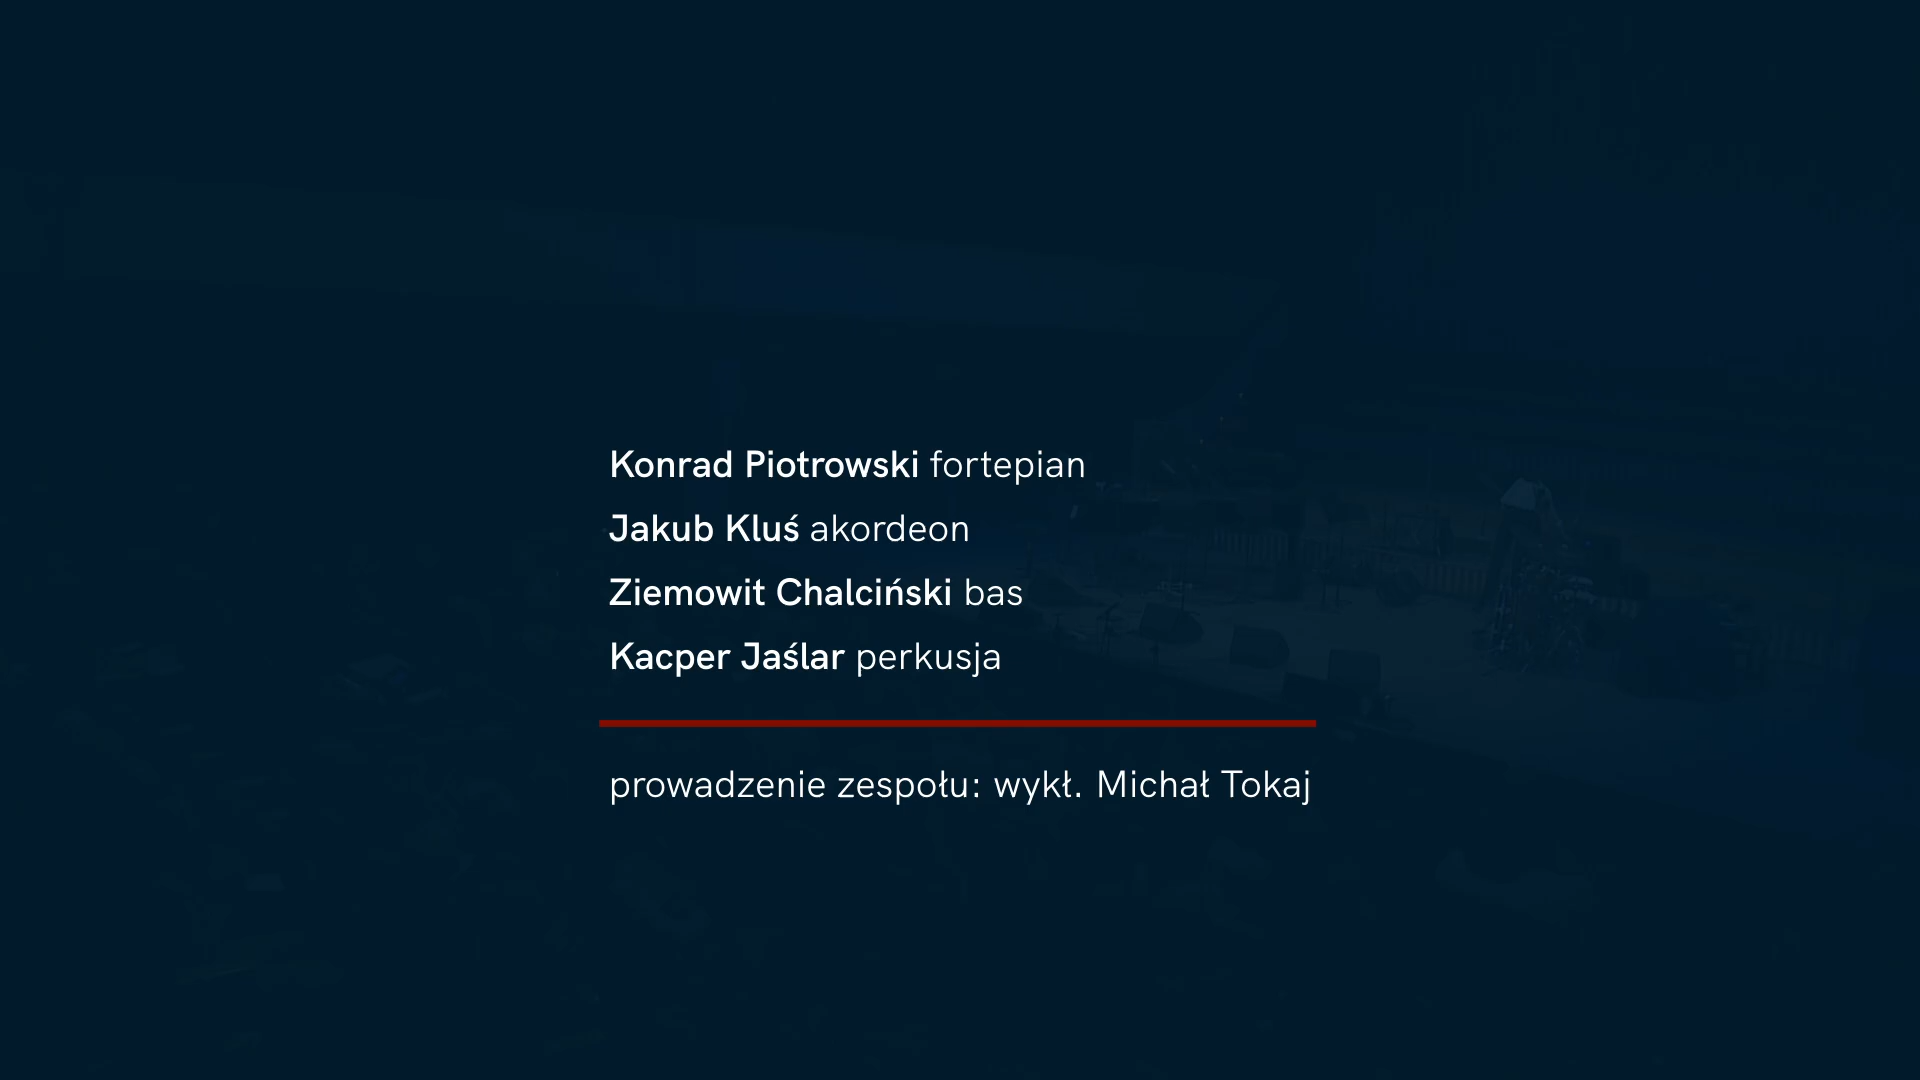 Konrad Piotrowski fortepian
Jakub Kluś akordeon
Ziemowit Chalciński bas
Kacper Jaślar perkusja
prowadzenie zespołu: wykł. Michał Tokaj